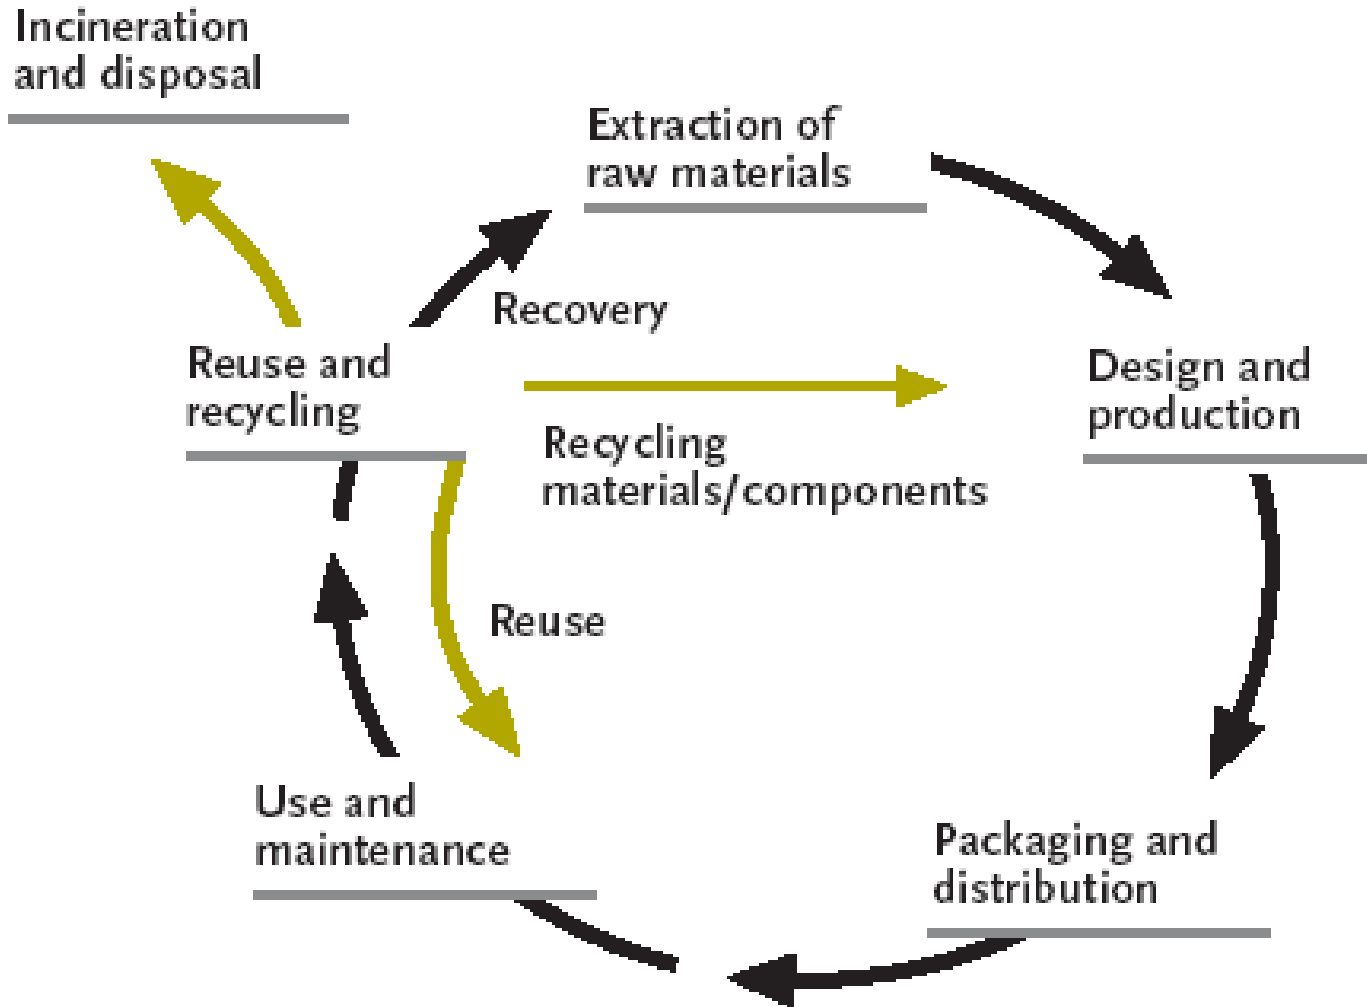 Incineration
and disposal
Extraction of
raw materials
Recovery
Reuse and
recycling
Design and
production
Recycling
materials/components
Reuse
Use and
maintenance
Packaging and
distribution